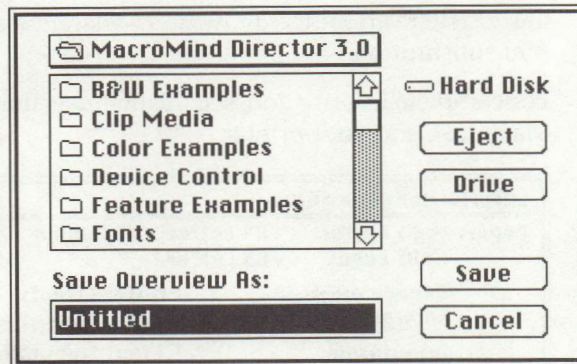 MacroMind Director 3.0
B&W Examples
Clip Media
Color Examples
Device Control
Feature Examples
Fonts
Hard Disk
Eject
Drive
Save Overview As:
Untitled
Save
Cancel